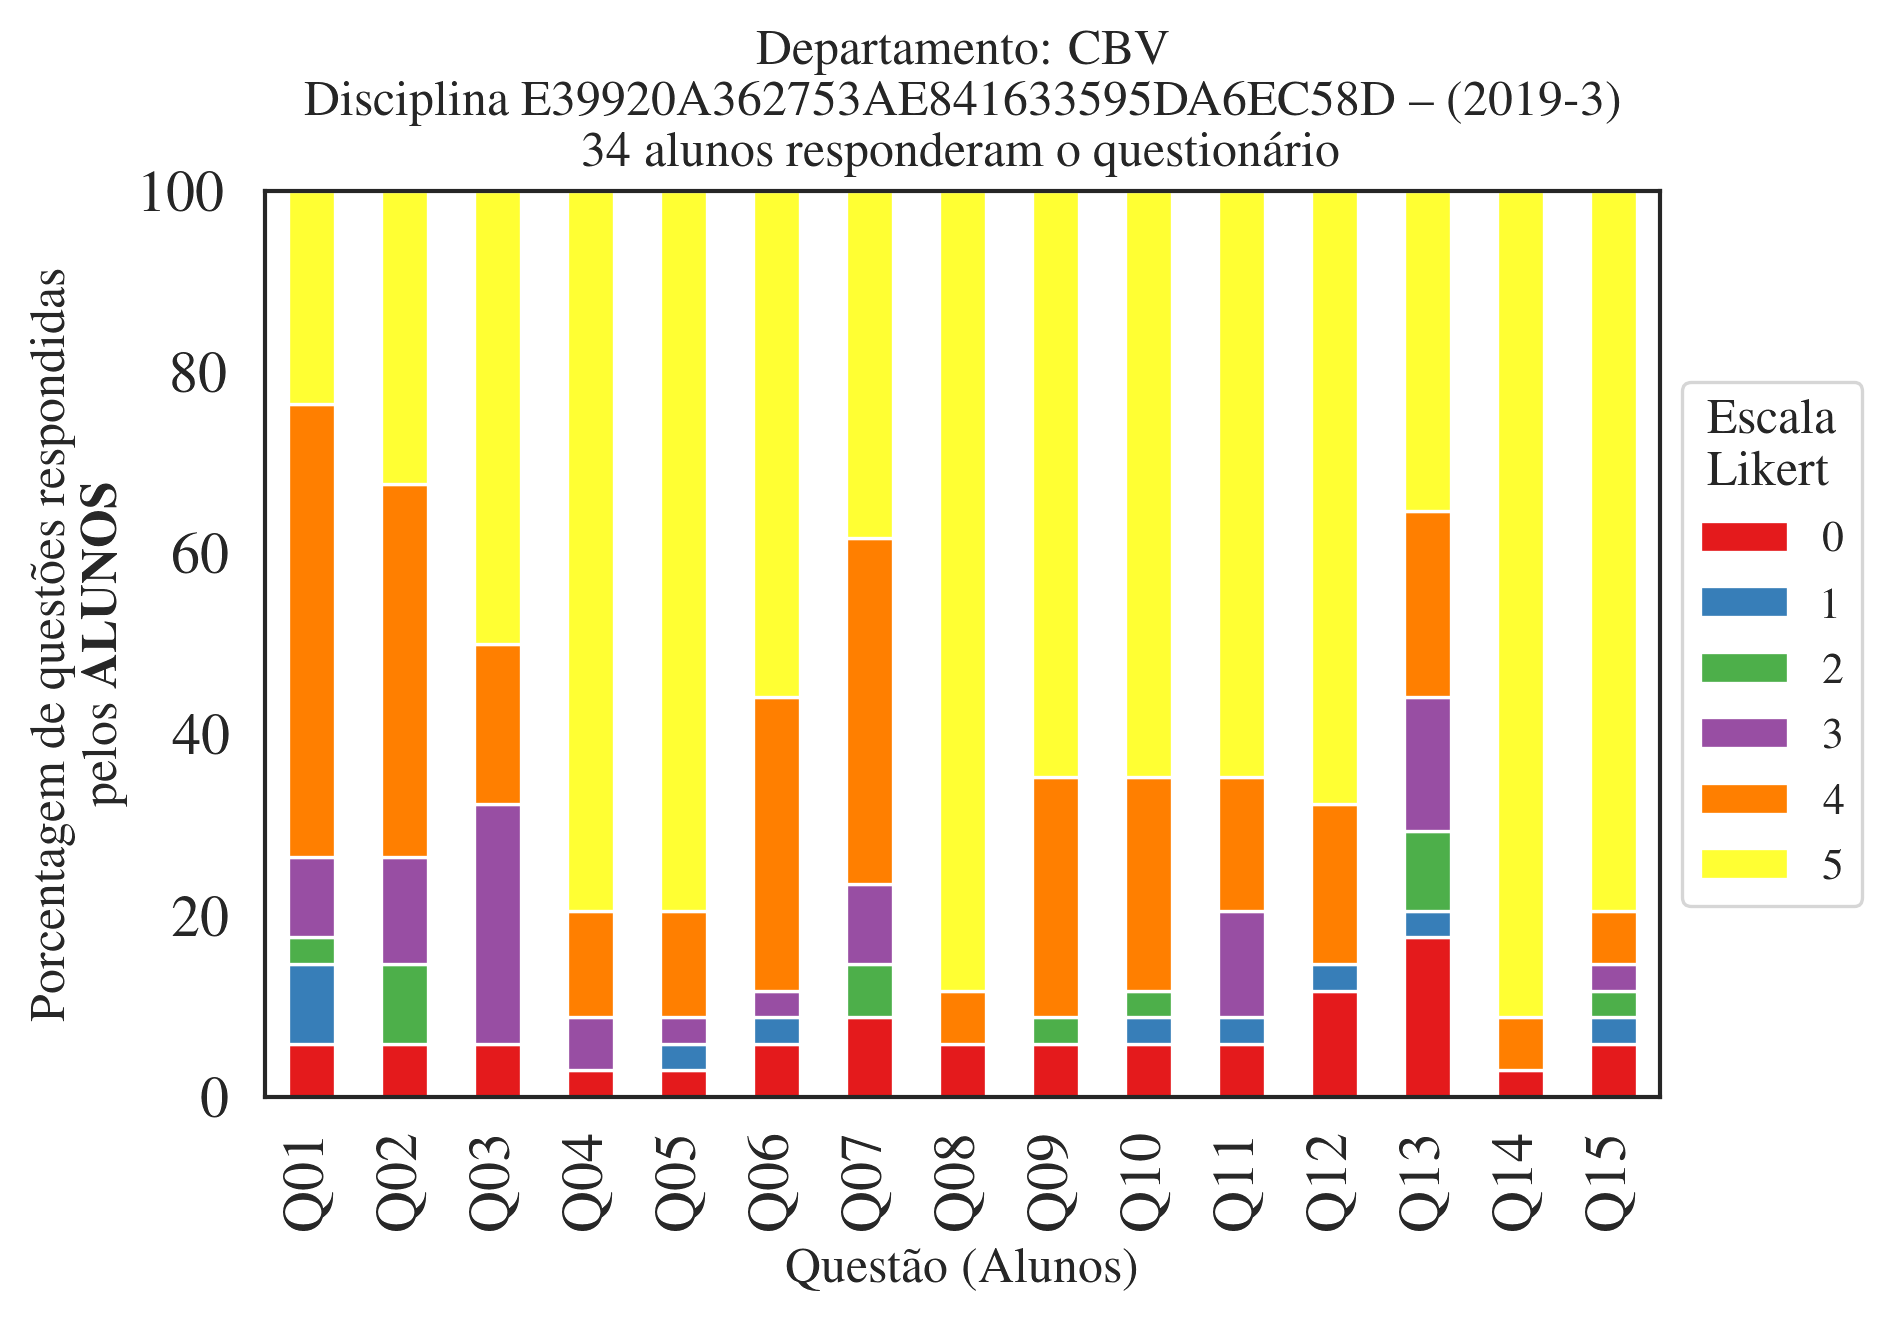 Departamento: CBV
Disciplina E39920A362753AE841633595DA6EC58D – (2019-3)
34 alunos responderam o questionário
Porcentagem de questões respondidas
pelos ALUNOS
100
80
60
40
20
0
Q01
Q02
Q03
Q04
Q05
Q06
Q07
Q08
Q09
Q10
Q11
Q12
Q13
Q14
Q15
Questão (Alunos)
Escala
Likert
0
1
2
3
4
5